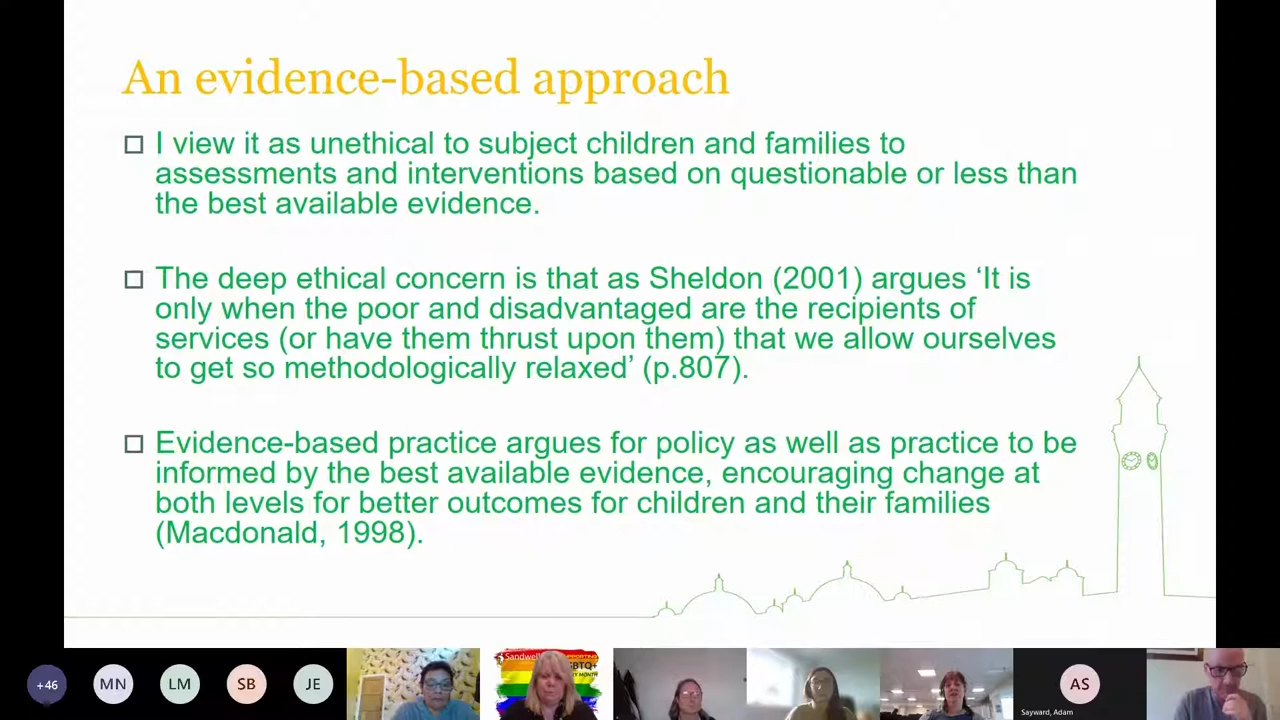 An evidence-based approach
I view it as unethical to subject children and families to
assessments and interventions based on questionable or less than
the best available evidence.
The deep ethical concern is that as Sheldon (2001) argues ‘It is
only when the poor and disadvantaged are the recipients of
services (or have them thrust upon them) that we allow ourselves
to get so methodologically relaxed’ (p.807).
Evidence-based practice argues for policy as well as practice to be
informed by the best available evidence, encouraging change at
both levels for better outcomes for children and their families
(Macdonald, 1998).
+46
MN
LM
SB
JE
Sandwell
AS
Sayward, Adam